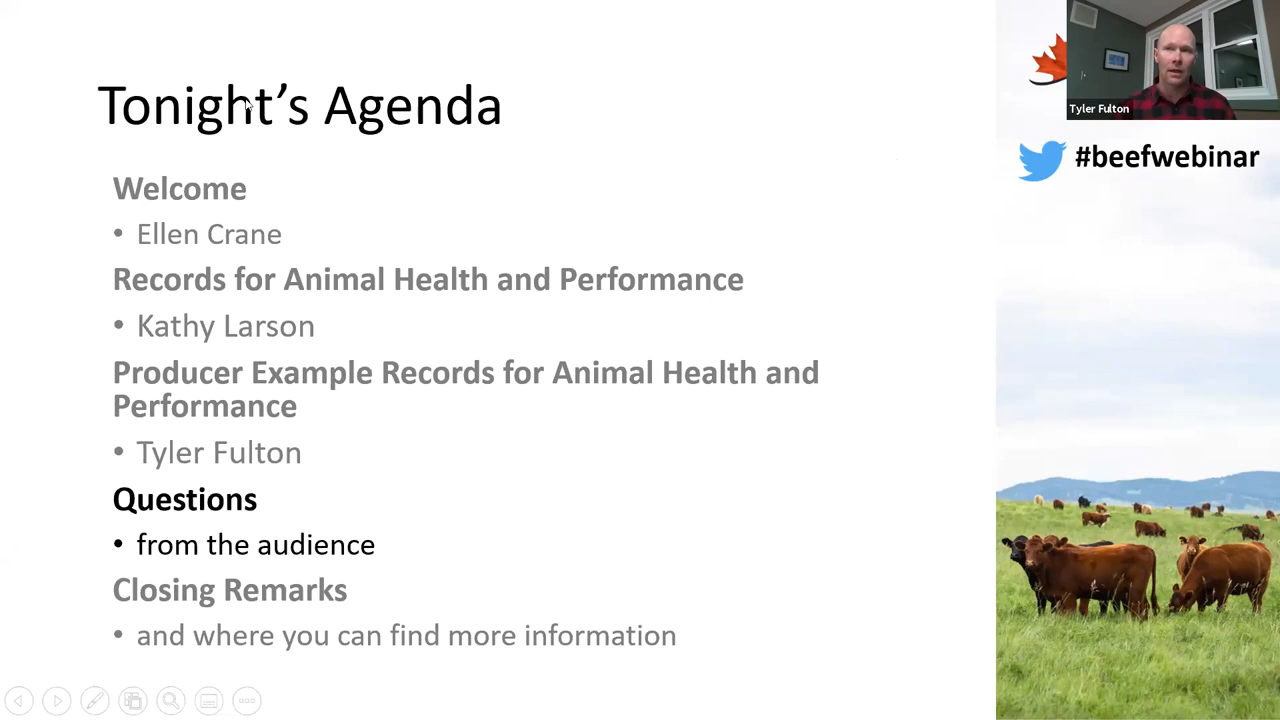 Tonight’s Agenda
Tyler Fulton
#beefwebinar
Welcome
• Ellen Crane
Records for Animal Health and Performance
• Kathy Larson
Producer Example Records for Animal Health and
Performance
• Tyler Fulton
Questions
• from the audience
Closing Remarks
• and where you can find more information